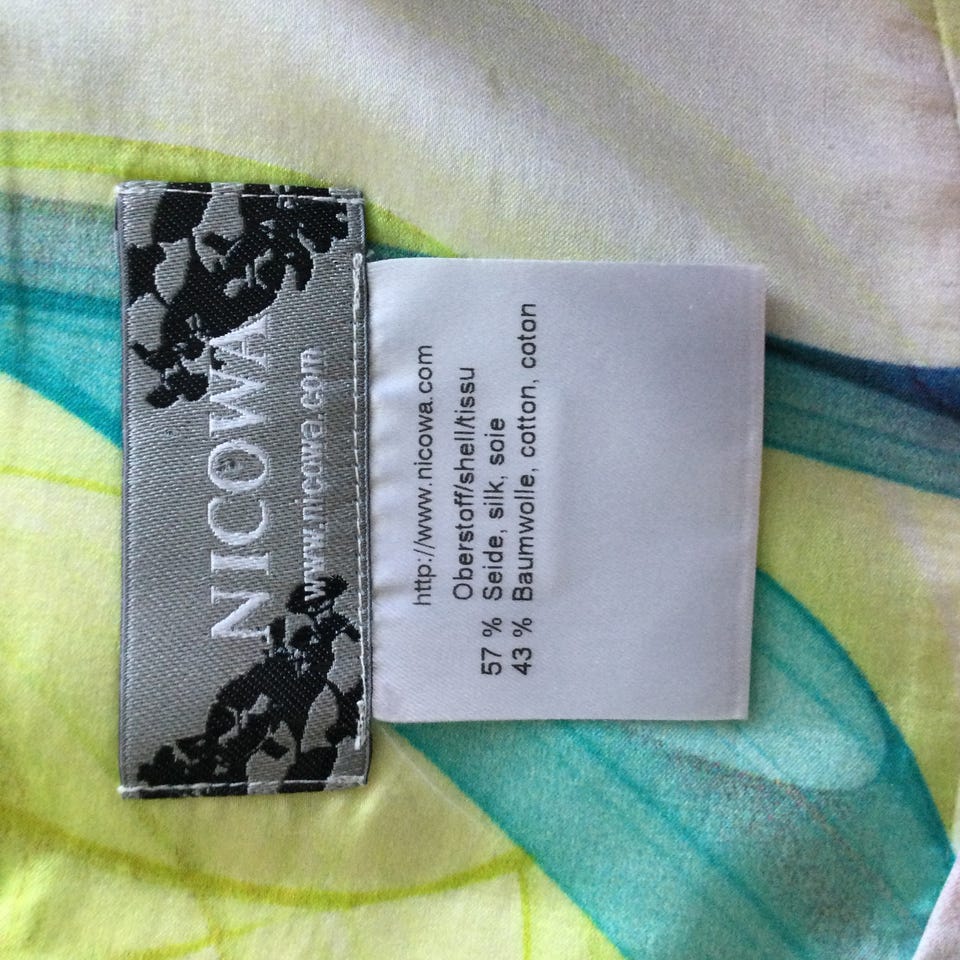 NICOWA
www.nicowa.com
http://www.nicowa.com
Oberstoff/shell/tissu
57 % Seide, silk, soie
43 % Baumwolle, cotton, coton